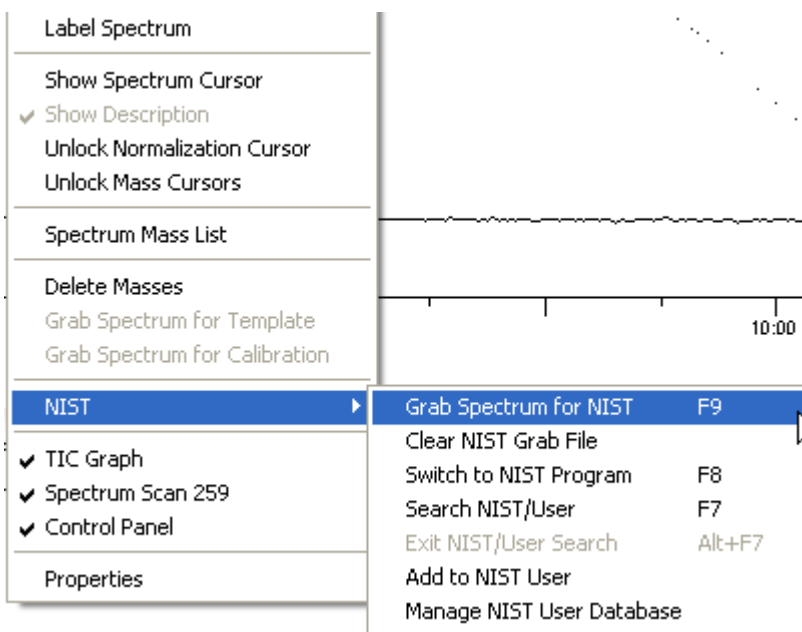 Label Spectrum
Show Spectrum Cursor
Show Description
Unlock Normalization Cursor
Unlock Mass Cursors
Spectrum Mass List
Delete Masses
Grab Spectrum for Template
Grab Spectrum for Calibration
10:00
NIST
Grab Spectrum for NIST F9
Clear NIST Grab File
Switch to NIST Program F8
Search NIST/User F7
Exit NIST/User Search Alt+F7
Add to NIST User
Manage NIST User Database
TIC Graph
Spectrum Scan 259
Control Panel
Properties